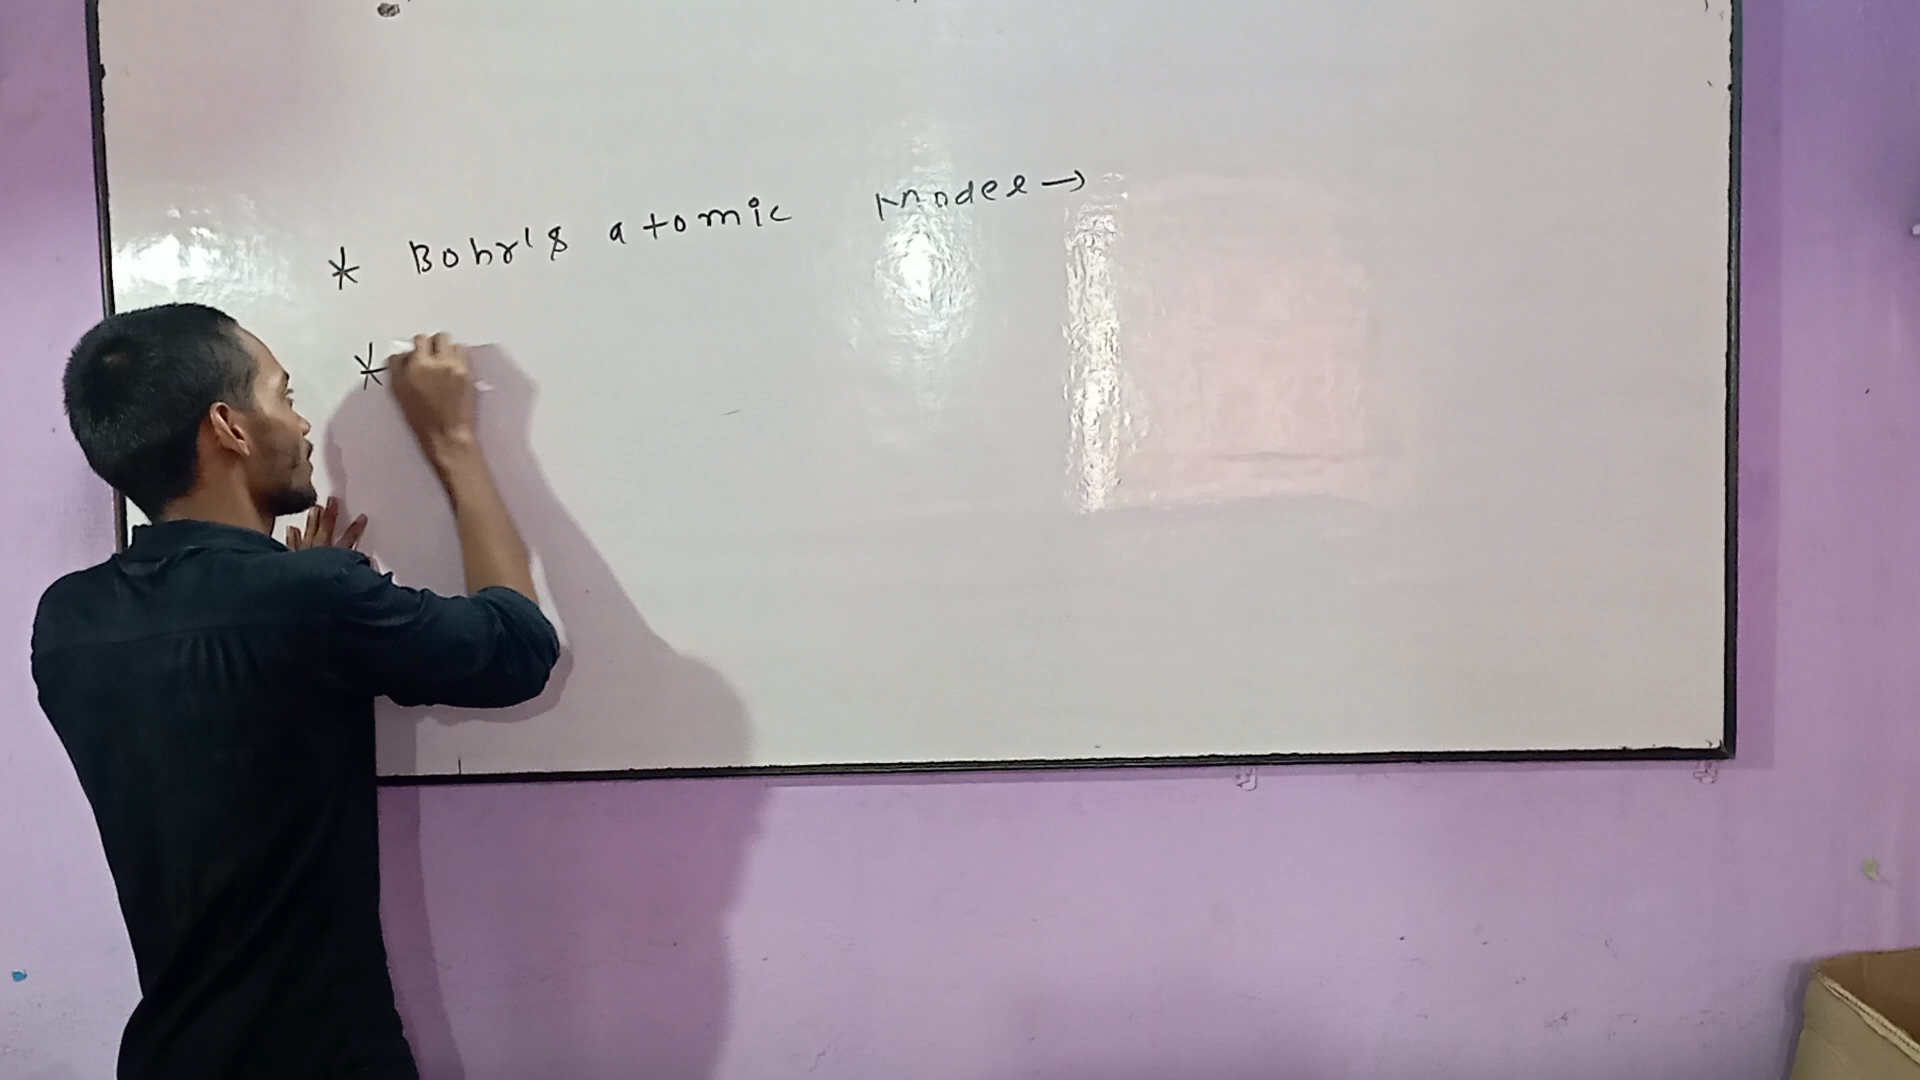 * Bohr's atomic Model →
*